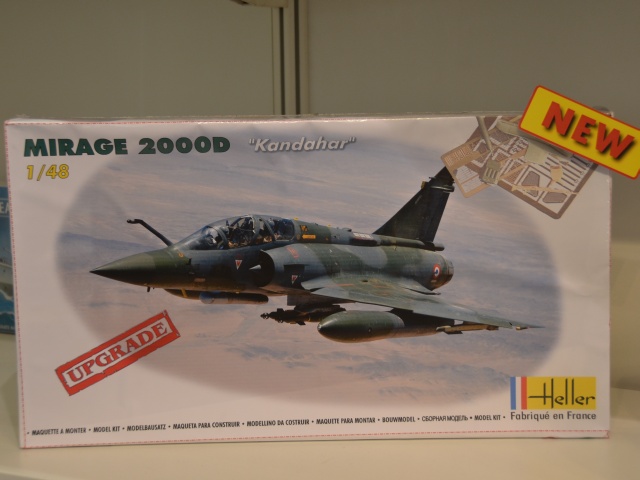 MIRAGE 2000D "Kandahar"
1/48
NEW
UPGRADE
Heller
Fabriqué en France
• MAQUETTE A MONTER • MODEL KIT • MODELBAUSATZ • MAQUETA PARA CONSTRUIR • MODELLINO DA COSTRUIR • MAQUETE PARA MONTAR • BOUWMODEL • СБОРНАЯ МОДЕЛЬ • MODEL KIT •